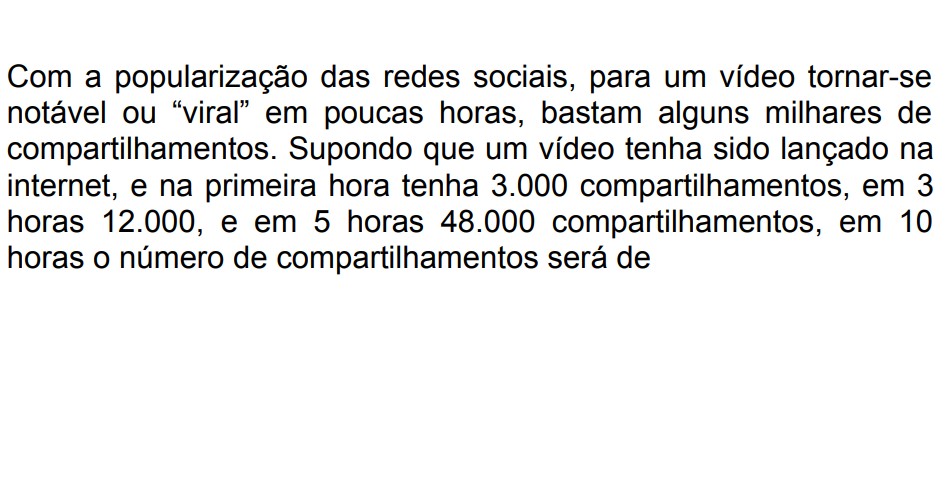 Com a popularização das redes sociais, para um vídeo tornar-se
notável ou “viral” em poucas horas, bastam alguns milhares de
compartilhamentos. Supondo que um vídeo tenha sido lançado na
internet, e na primeira hora tenha 3.000 compartilhamentos, em 3
horas 12.000, e em 5 horas 48.000 compartilhamentos, em 10
horas o número de compartilhamentos será de